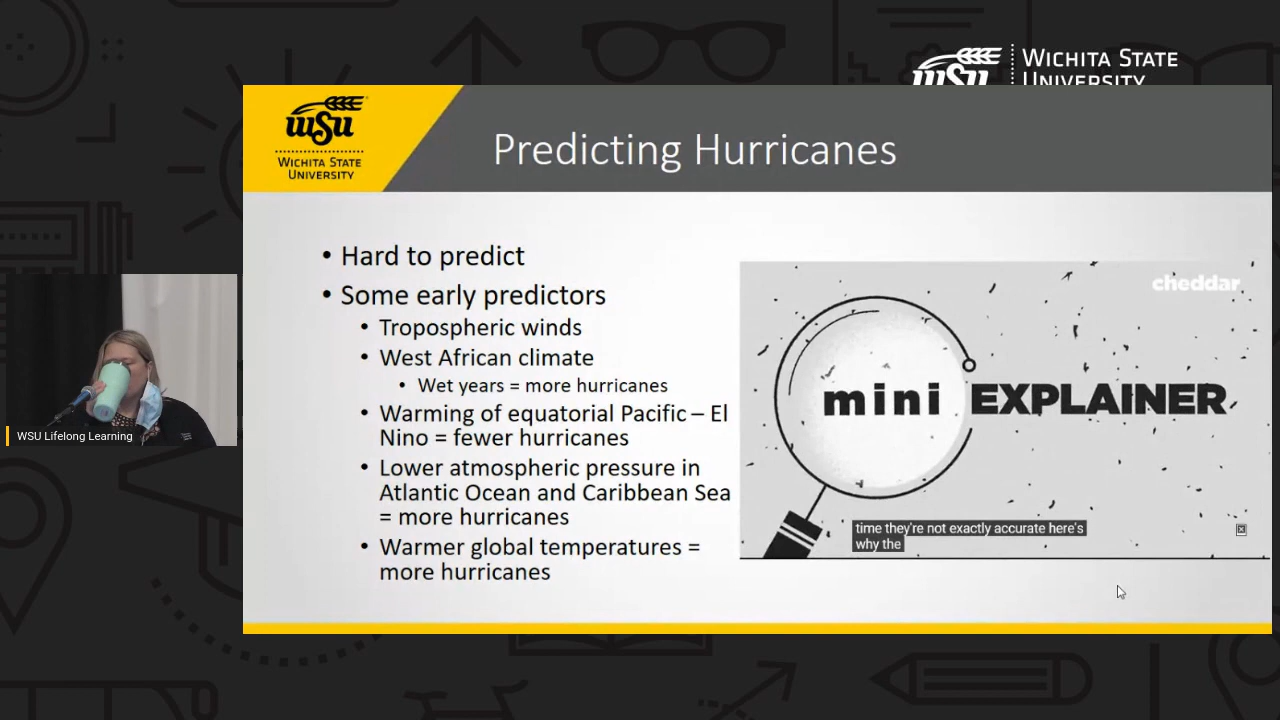 WICHITA STATE
UNIVERSITY
wsu
wsu
WICHITA STATE
UNIVERSITY
Predicting Hurricanes
• Hard to predict
• Some early predictors
• Tropospheric winds
• West African climate
• Wet years = more hurricanes
• Warming of equatorial Pacific – El
Nino = fewer hurricanes
• Lower atmospheric pressure in
Atlantic Ocean and Caribbean Sea
= more hurricanes
• Warmer global temperatures =
more hurricanes
cheddar
mini EXPLAINER
time they're not exactly accurate here's
why the
WSU Lifelong Learning